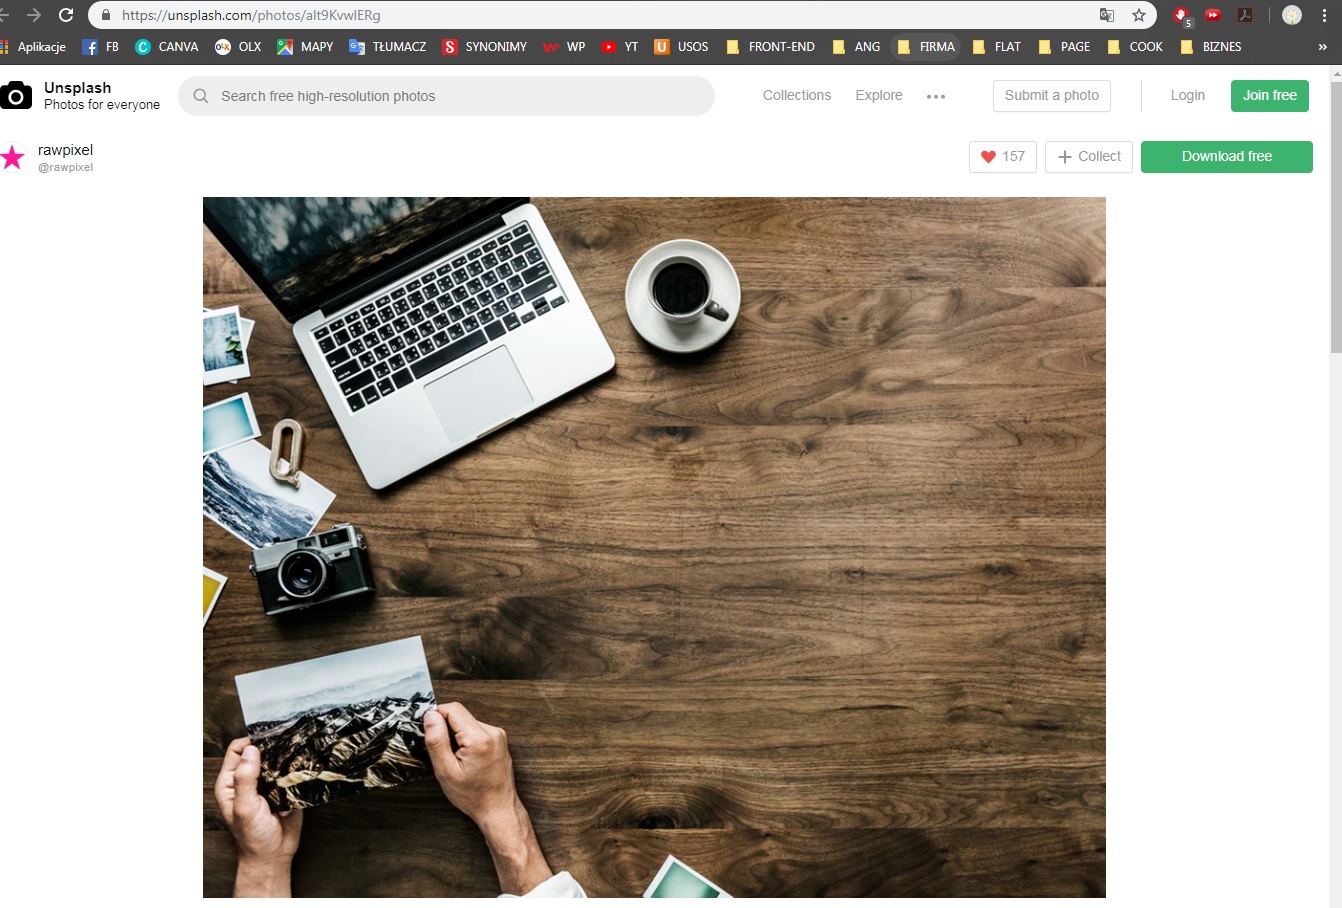 https://unsplash.com/photos/alt9KvwlERg
5
Aplikacje FB CANVA OLX MAPY TŁUMACZ SYNONIMY WP YT USOS FRONT-END ANG FIRMA FLAT PAGE COOK BIZNES »
Unsplash
Photos for everyone
Search free high-resolution photos
Collections Explore Submit a photo Login Join free
rawpixel
@rawpixel
157 Collect Download free